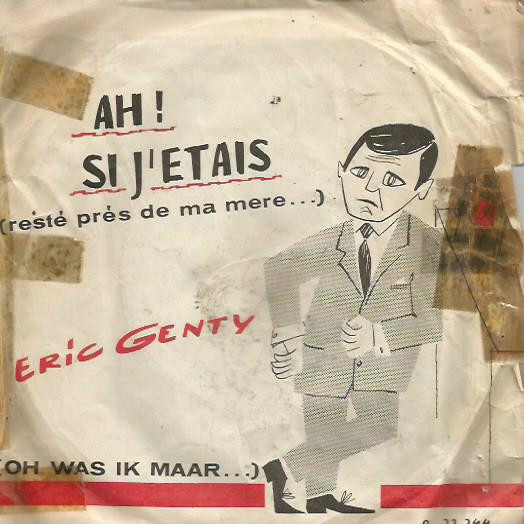 AH !
SI J'ETAIS
(resté près de ma mere...)
ERIC GENTY
(OH WAS IK MAAR...)